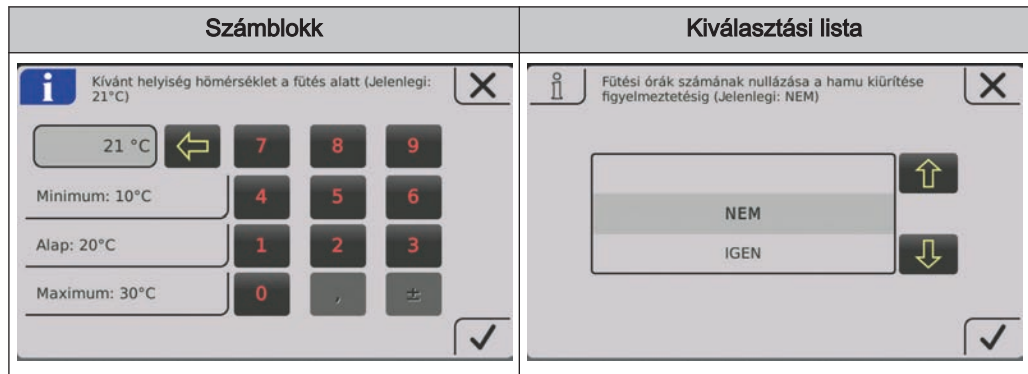 Számblokk
Kiválasztási lista
i
Kívánt helyiség hőmérséklet a fűtés alatt (Jelenlegi:
21°C)
21 °C
7 8 9
Minimum: 10°C
4 5 6
Alap: 20°C
1 2 3
Maximum: 30°C
0 , ±
i
Fűtési órák számának nullázása a hamu kiürítése
figyelmeztetésig (Jelenlegi: NEM)
NEM
IGEN